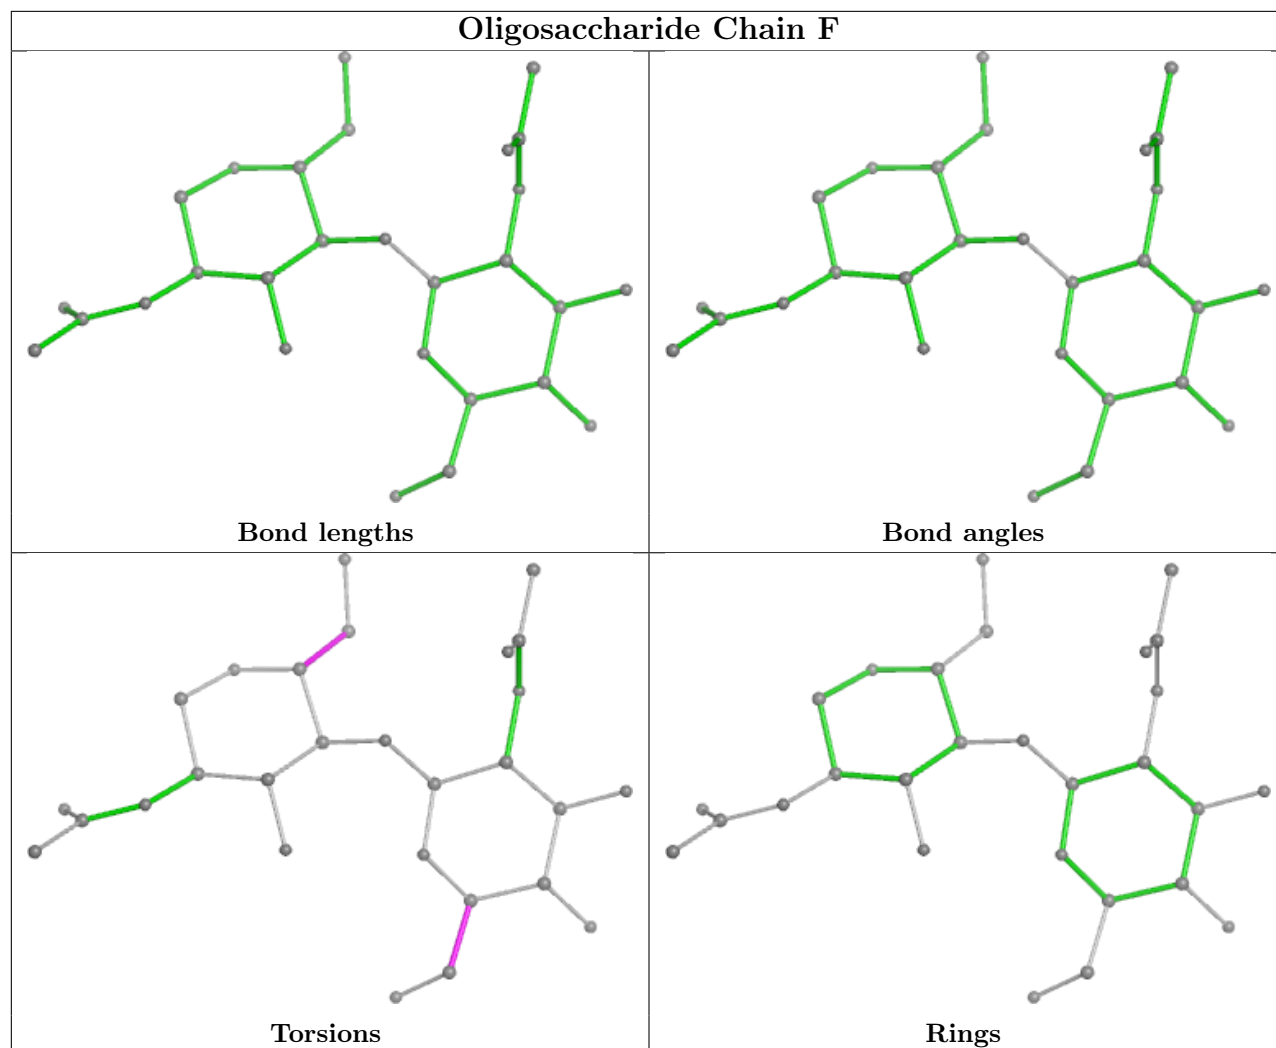 Oligosaccharide Chain F
Bond lengths
Bond angles
Torsions
Rings